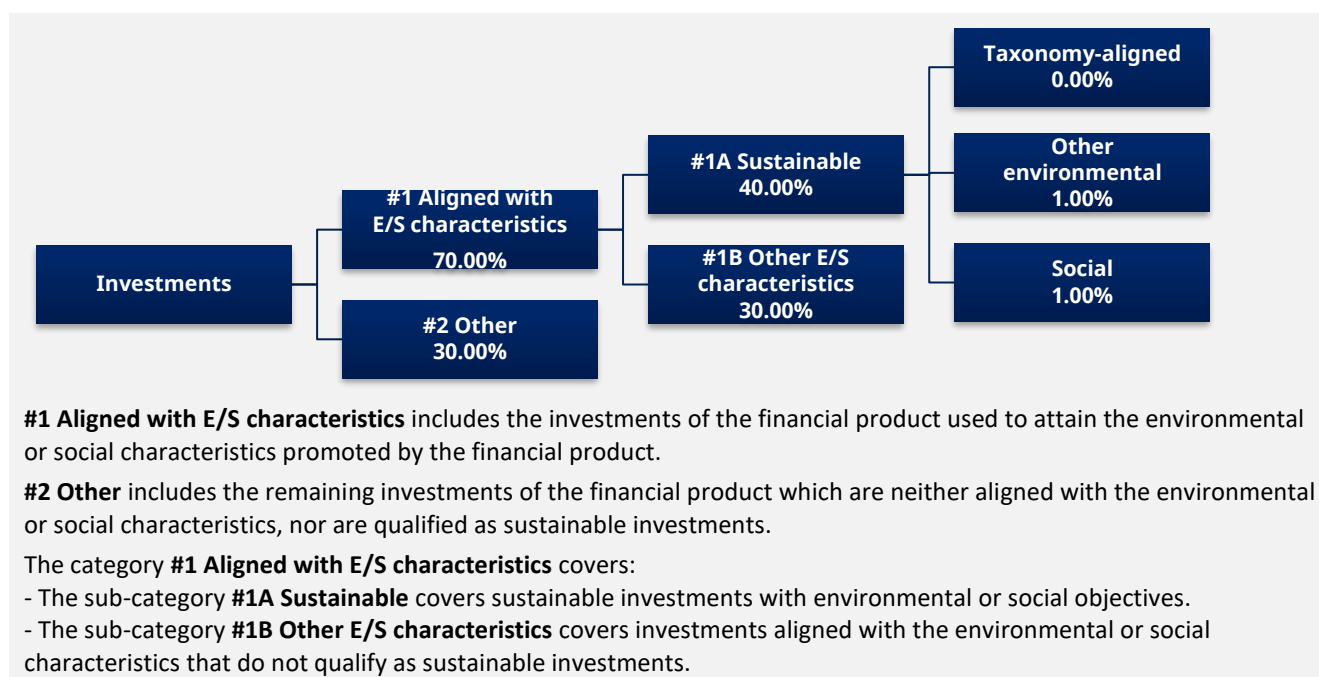 Investments
#1 Aligned with
E/S characteristics
70.00%
#2 Other
30.00%
#1A Sustainable
40.00%
#1B Other E/S
characteristics
30.00%
Taxonomy-aligned
0.00%
Other
environmental
1.00%
Social
1.00%
#1 Aligned with E/S characteristics includes the investments of the financial product used to attain the environmental
or social characteristics promoted by the financial product.
#2 Other includes the remaining investments of the financial product which are neither aligned with the environmental
or social characteristics, nor are qualified as sustainable investments.
The category #1 Aligned with E/S characteristics covers:
- The sub-category #1A Sustainable covers sustainable investments with environmental or social objectives.
- The sub-category #1B Other E/S characteristics covers investments aligned with the environmental or social
characteristics that do not qualify as sustainable investments.